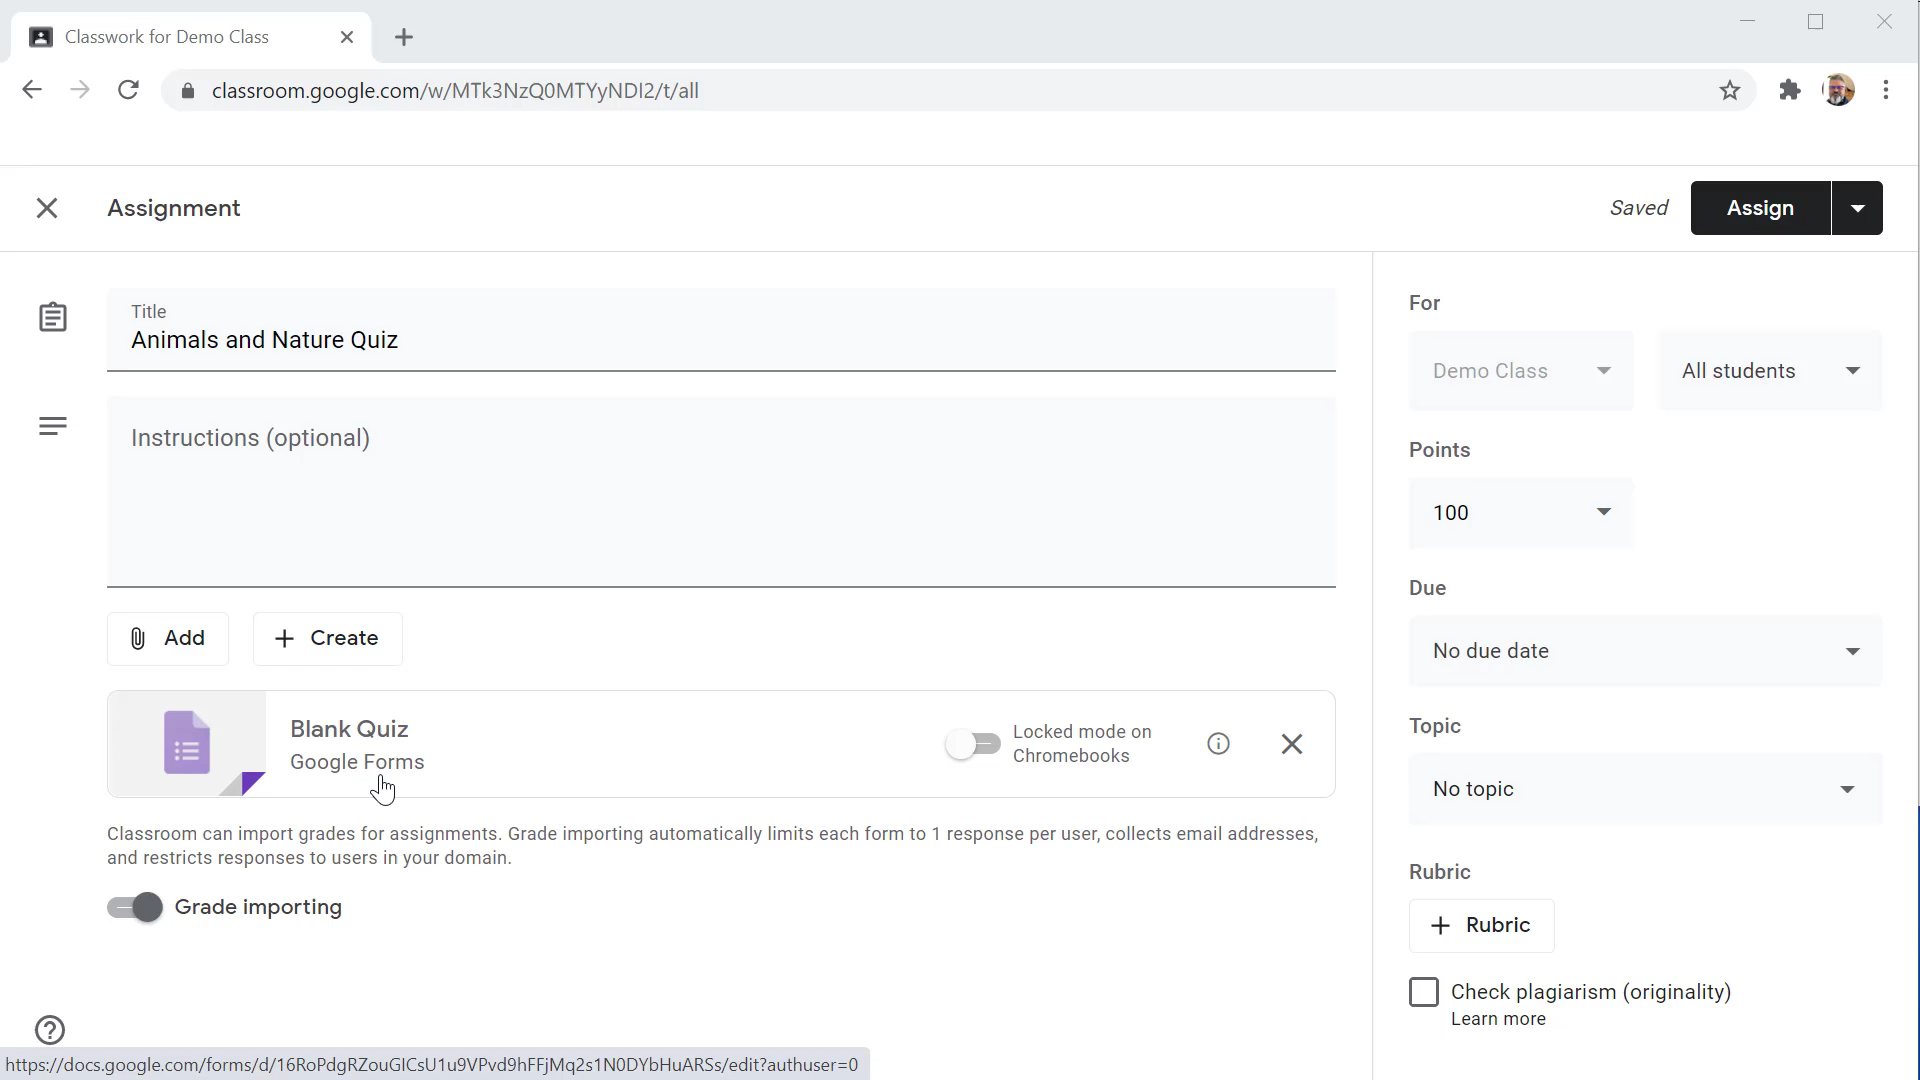 Classwork for Demo Class
classroom.google.com/w/MTk3NzQ0MTYyNDI2/t/all
Assignment
Saved
Assign
Title
Animals and Nature Quiz
Instructions (optional)
Add
Create
Blank Quiz
Google Forms
Locked mode on
Chromebooks
Classroom can import grades for assignments. Grade importing automatically limits each form to 1 response per user, collects email addresses,
and restricts responses to users in your domain.
Grade importing
For
Demo Class
All students
Points
100
Due
No due date
Topic
No topic
Rubric
Rubric
Check plagiarism (originality)
Learn more
https://docs.google.com/forms/d/16RoPdgRZouGICsU1u9VPvd9hFFjMq2s1N0DYbHuARSs/edit?authuser=0